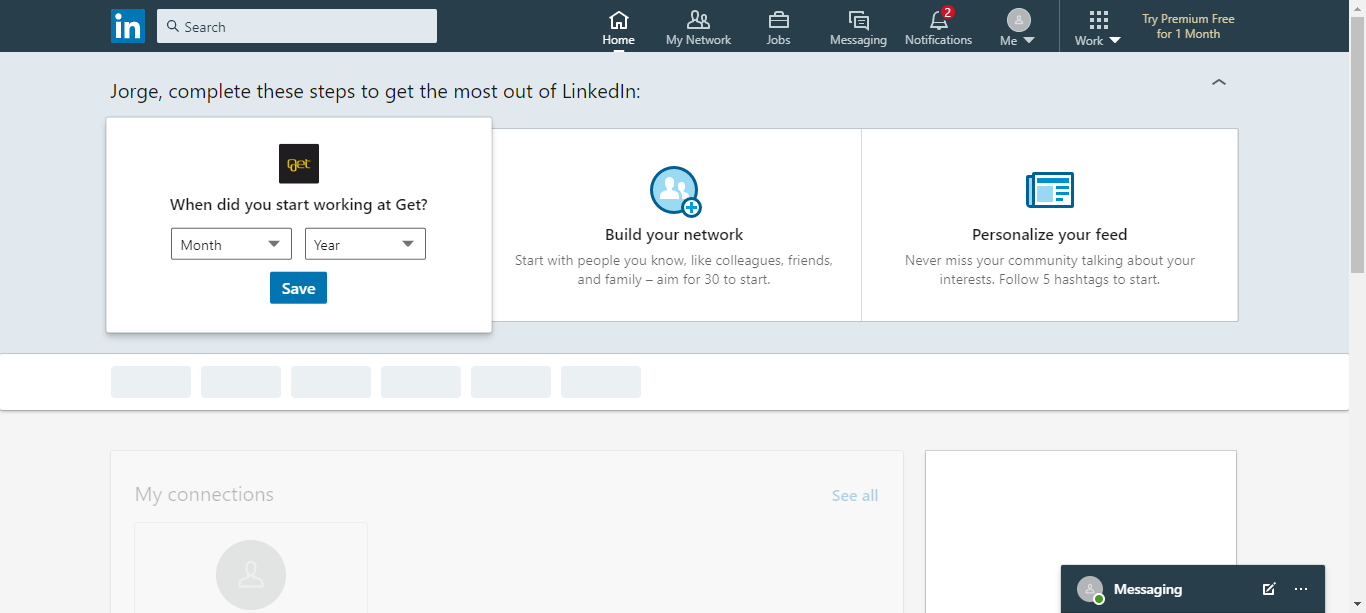 in
Search
Home
My Network
Jobs
Messaging
2
Notifications
Me
Work
Try Premium Free
for 1 Month
Jorge, complete these steps to get the most out of LinkedIn:
get
When did you start working at Get?
Month
Year
Save
Build your network
Start with people you know, like colleagues, friends,
and family – aim for 30 to start.
Personalize your feed
Never miss your community talking about your
interests. Follow 5 hashtags to start.
My connections
See all
Messaging